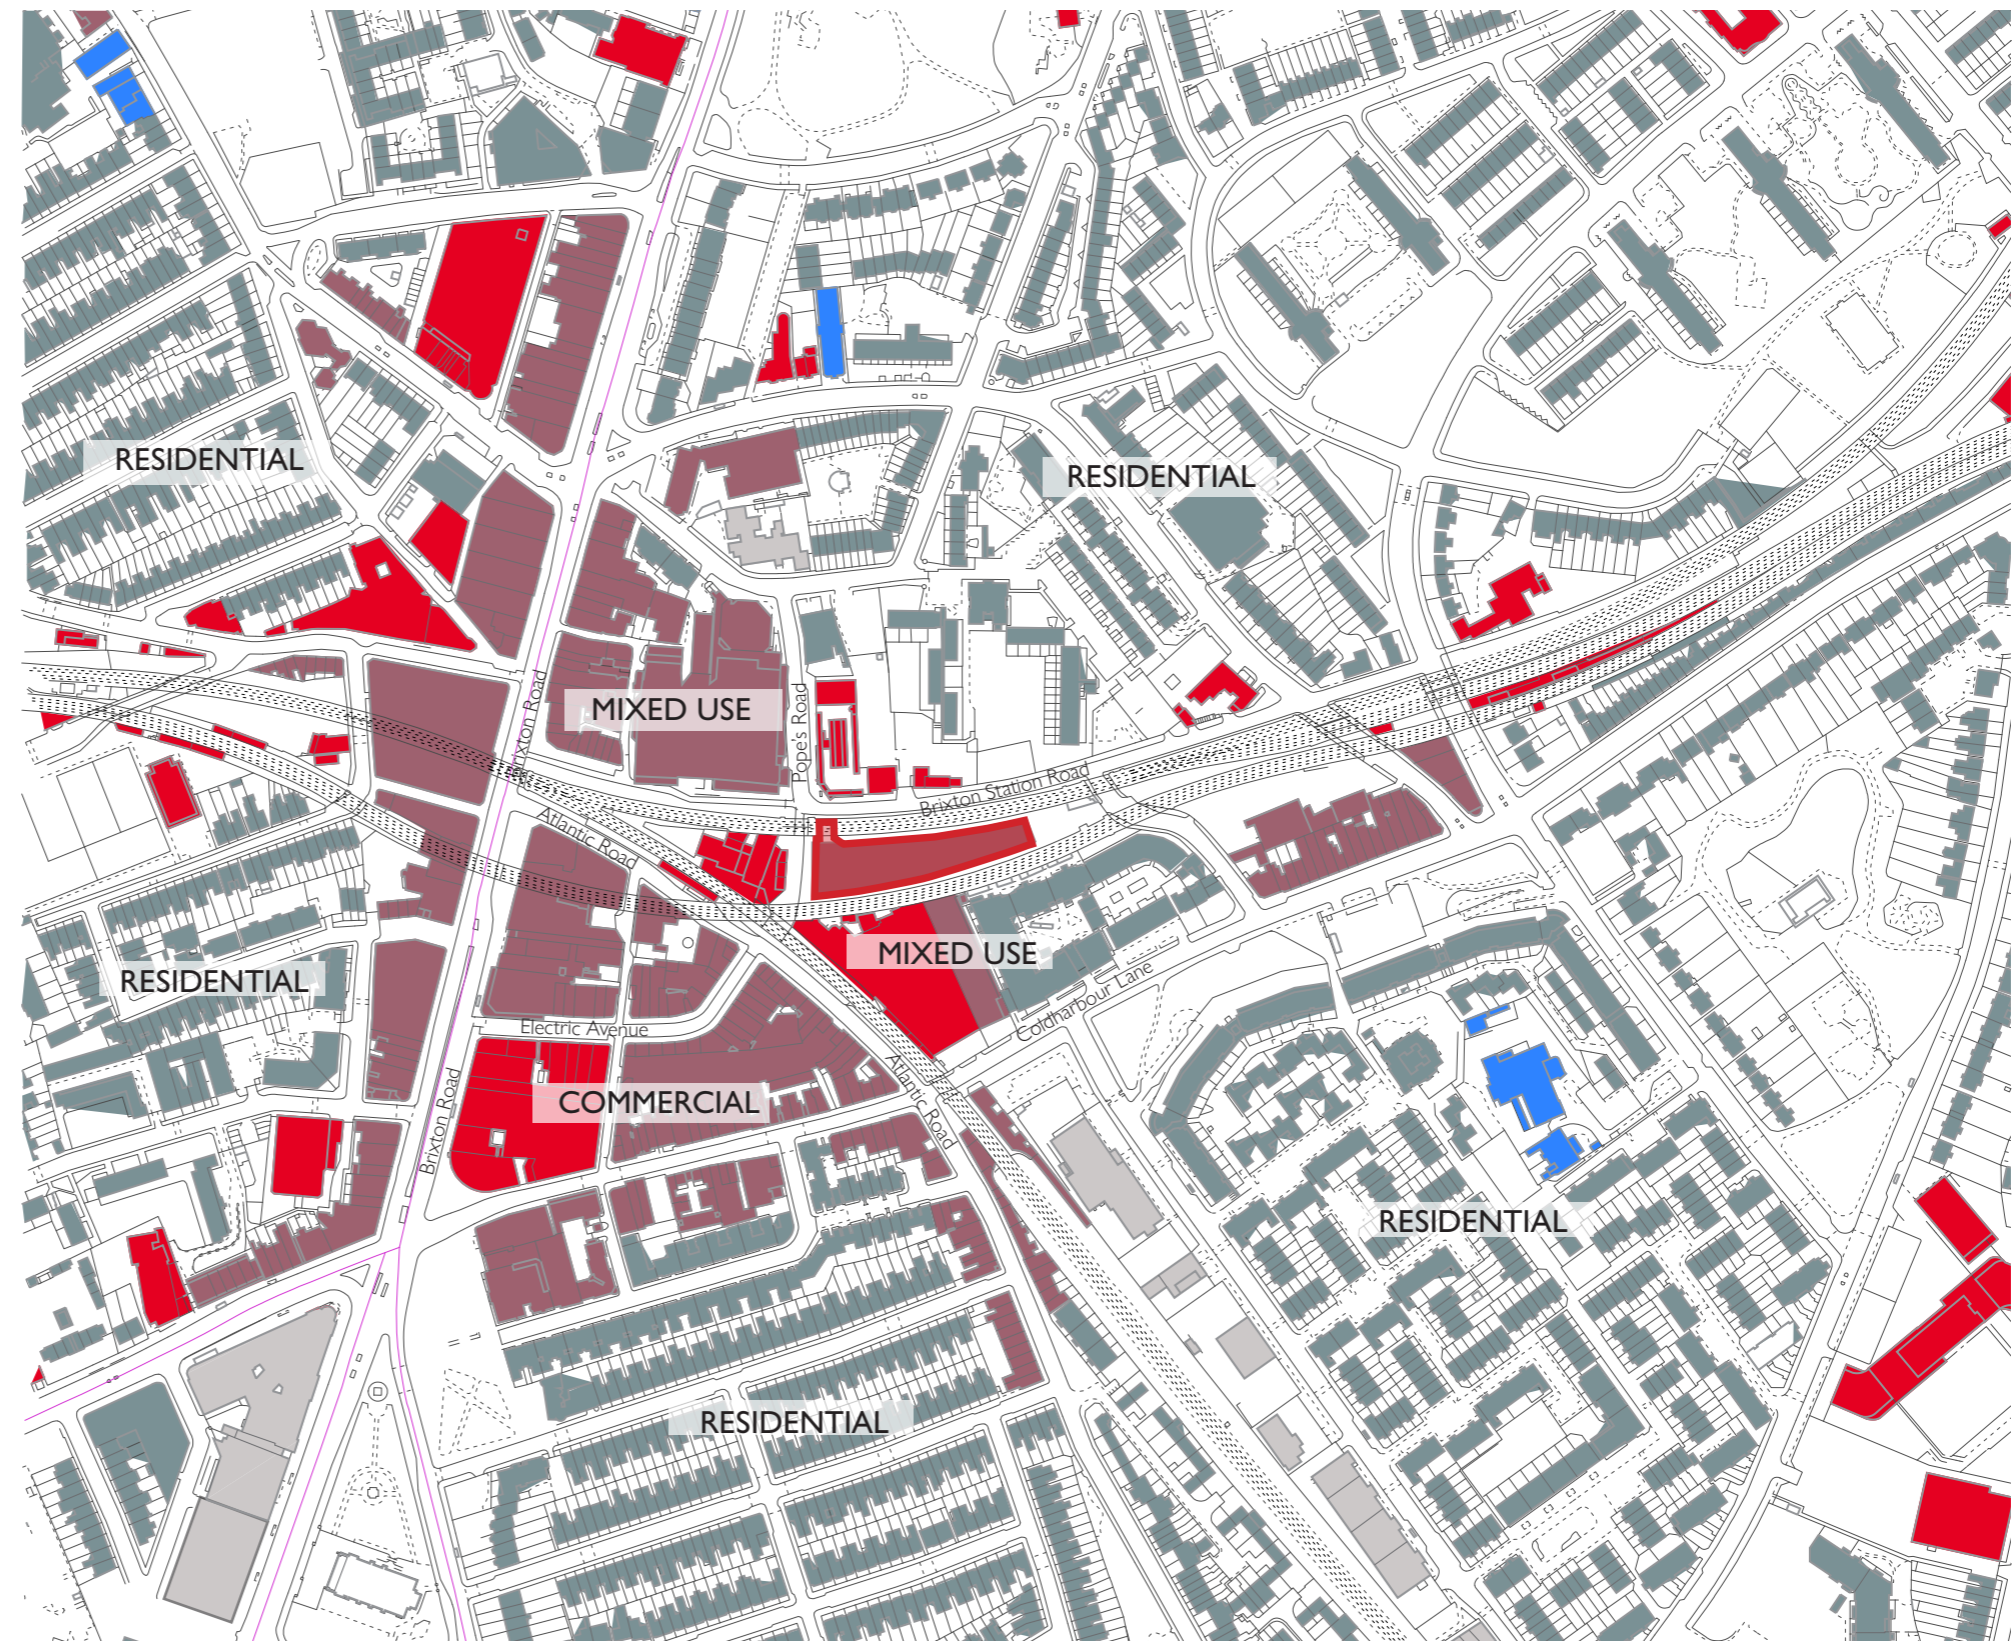 RESIDENTIAL
RESIDENTIAL
MIXED USE
Brixton Road
Pope's Road
Brixton Station Road
Atlantic Road
MIXED USE
RESIDENTIAL
Coldharbour Lane
Electric Avenue
COMMERCIAL
Brixton Road
Atlantic Road
RESIDENTIAL
RESIDENTIAL